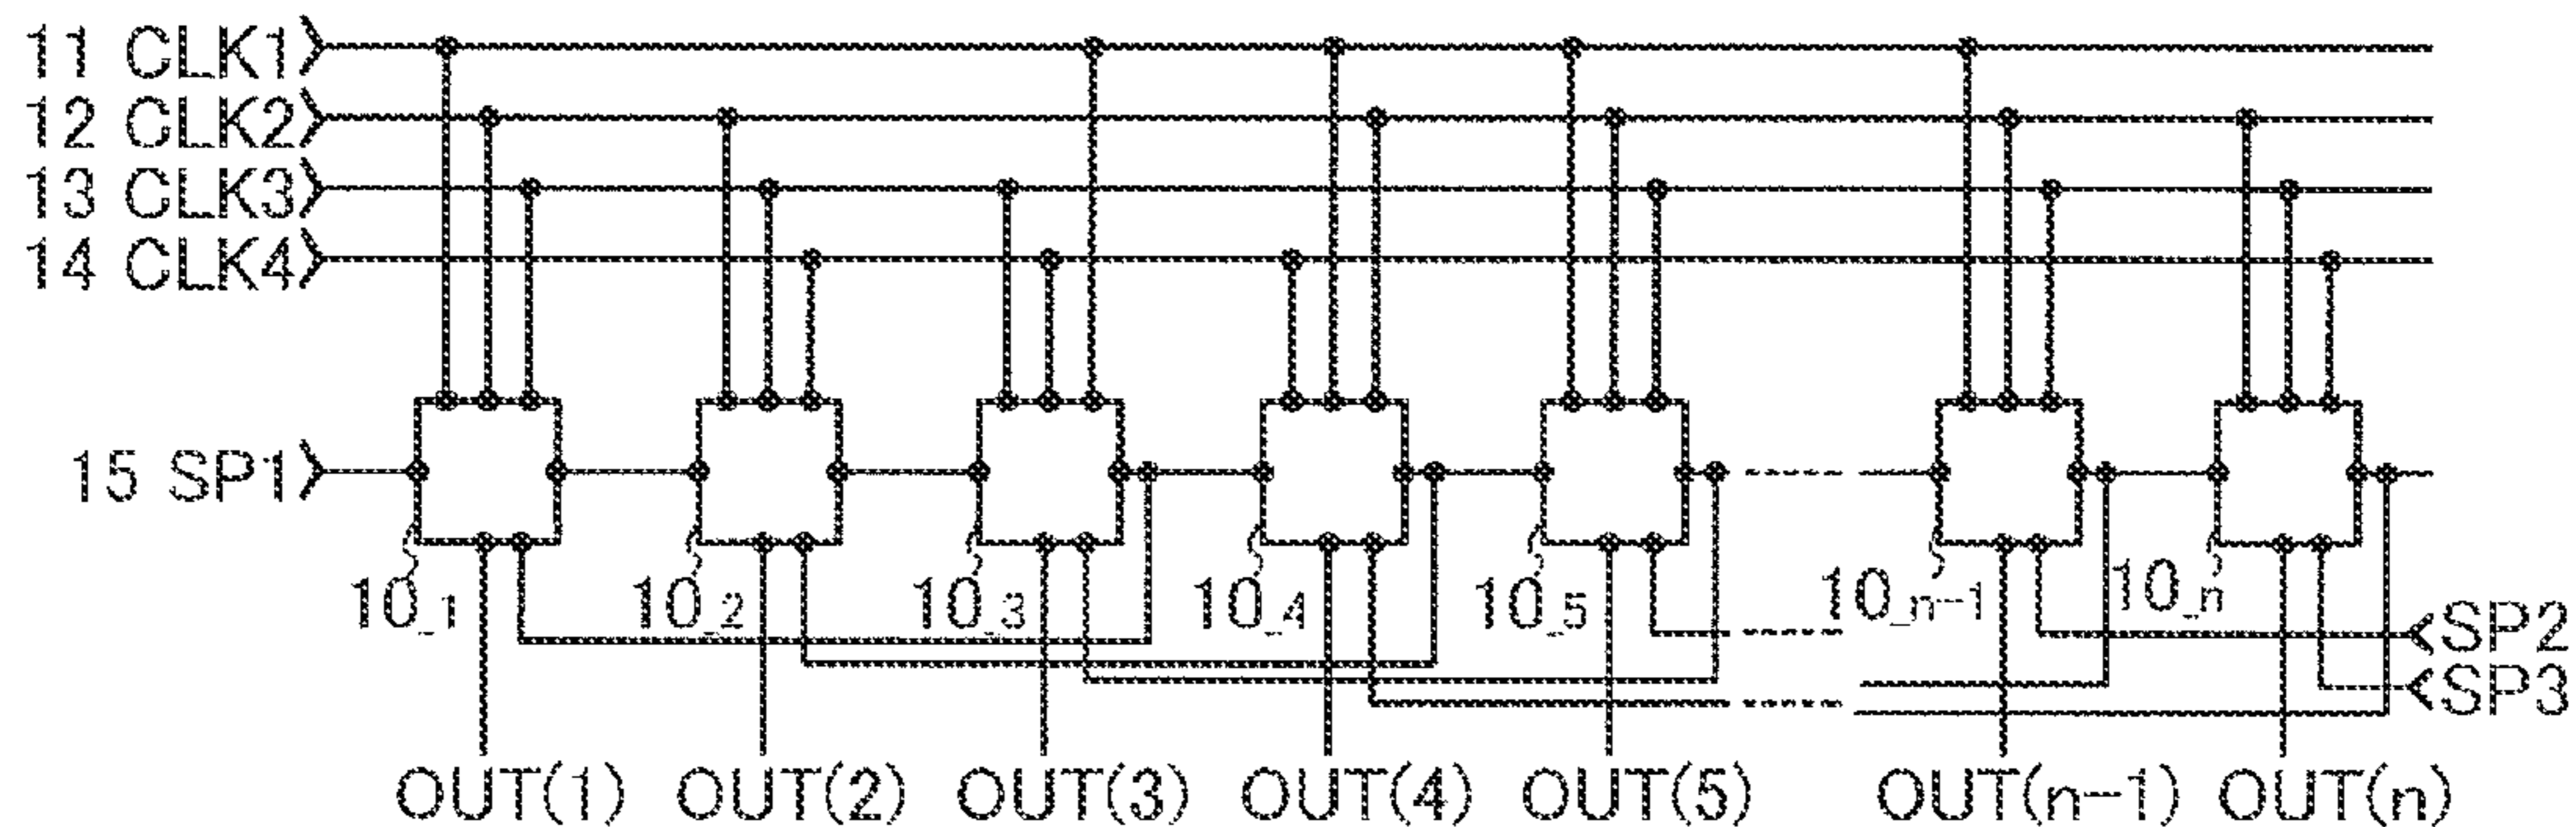 11 CLK1
12 CLK2
13 CLK3
14 CLK4
15 SP1
10_1
10_2
10_3
10_4
10_5
10_n-1
10_n
SP2
SP3
OUT(1)
OUT(2)
OUT(3)
OUT(4)
OUT(5)
OUT(n-1)
OUT(n)